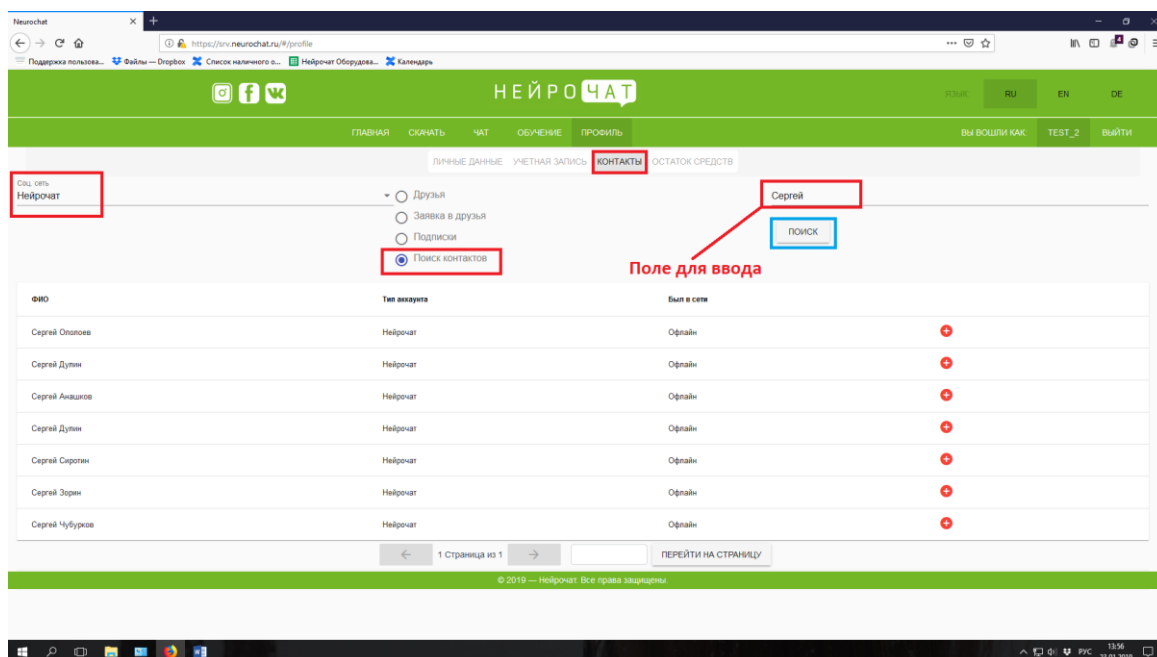 Neurochat
https://srv.neurochat.ru/#/profile
Поддержка пользова... Файлы — Dropbox Список наличного о... Нейрочат Оборудова... Календарь
НЕЙРОЧАТ
ЯЗЫК: RU EN DE
ГЛАВНАЯ СКАЧАТЬ ЧАТ ОБУЧЕНИЕ ПРОФИЛЬ ВЫ ВОШЛИ КАК: TEST_2 ВЫЙТИ
ЛИЧНЫЕ ДАННЫЕ УЧЕТНАЯ ЗАПИСЬ КОНТАКТЫ ОСТАТОК СРЕДСТВ
Соц. сеть
Нейрочат
Друзья
Заявка в друзья
Подписки
Поиск контактов
Сергей
ПОИСК
Поле для ввода
ФИО Тип аккаунта Был в сети
Сергей Ополоев Нейрочат Офлайн
Сергей Дулин Нейрочат Офлайн
Сергей Анашков Нейрочат Офлайн
Сергей Дулин Нейрочат Офлайн
Сергей Сиротин Нейрочат Офлайн
Сергей Зорин Нейрочат Офлайн
Сергей Чубурков Нейрочат Офлайн
1 Страница из 1 ПЕРЕЙТИ НА СТРАНИЦУ
© 2019 — Нейрочат. Все права защищены.
РУС 13:56